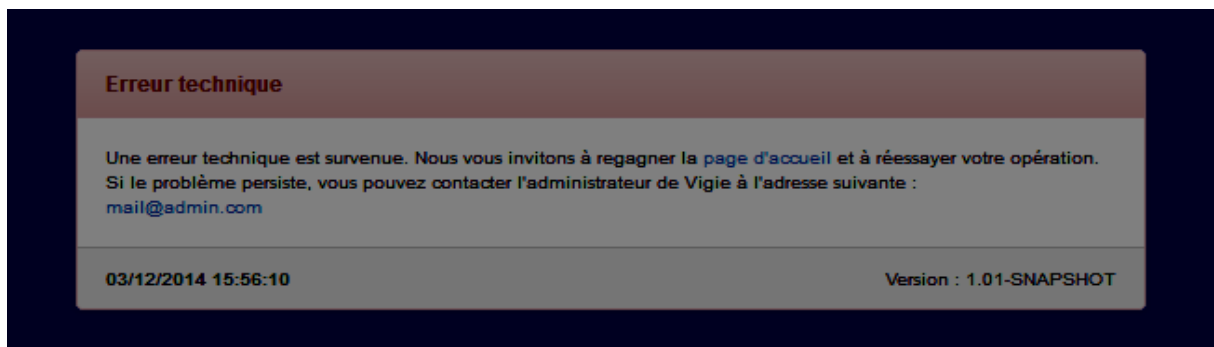 Erreur technique
Une erreur technique est survenue. Nous vous invitons à regagner la page d'accueil et à réessayer votre opération.
Si le problème persiste, vous pouvez contacter l'administrateur de Vigie à l'adresse suivante :
mail@admin.com
03/12/2014 15:56:10 Version : 1.01-SNAPSHOT